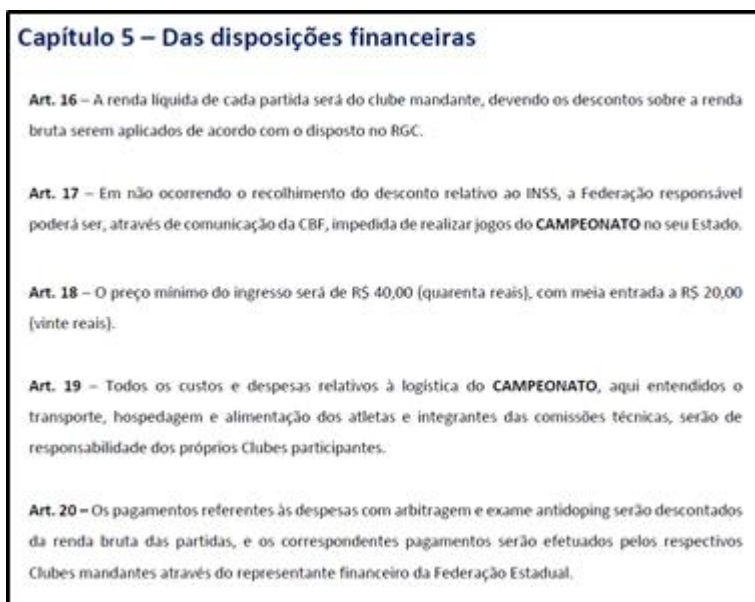 Capítulo 5 – Das disposições financeiras
Art. 16 – A renda líquida de cada partida será do clube mandante, devendo os descontos sobre a renda
bruta serem aplicados de acordo com o disposto no RGC.
Art. 17 – Em não ocorrendo o recolhimento do desconto relativo ao INSS, a Federação responsável
poderá ser, através de comunicação da CBF, impedida de realizar jogos do CAMPEONATO no seu Estado.
Art. 18 – O preço mínimo do ingresso será de R$ 40,00 (quarenta reais), com meia entrada a R$ 20,00
(vinte reais).
Art. 19 – Todos os custos e despesas relativos à logística do CAMPEONATO, aqui entendidos o
transporte, hospedagem e alimentação dos atletas e integrantes das comissões técnicas, serão de
responsabilidade dos próprios Clubes participantes.
Art. 20 – Os pagamentos referentes às despesas com arbitragem e exame antidoping serão descontados
da renda bruta das partidas, e os correspondentes pagamentos serão efetuados pelos respectivos
Clubes mandantes através do representante financeiro da Federação Estadual.